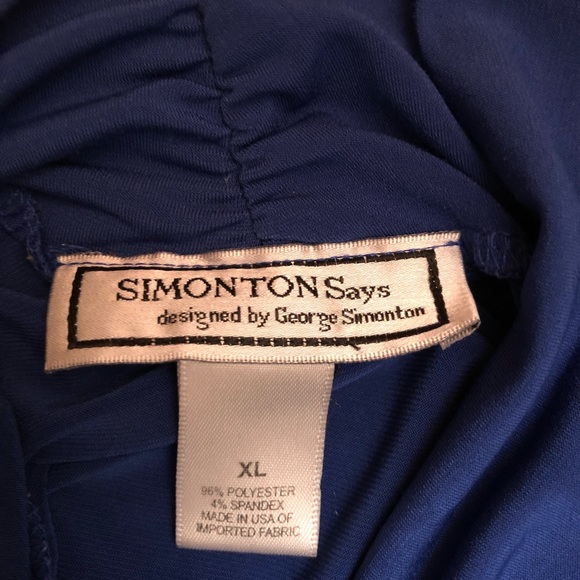 SIMONTON Says
designed by George Simonton
XL
96% POLYESTER
4% SPANDEX
MADE IN USA OF
IMPORTED FABRIC